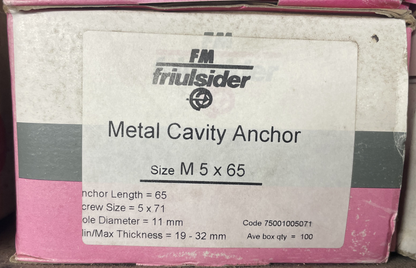 FM
friulsider
Metal Cavity Anchor
Size M 5 x 65
nchor Length = 65
crew Size = 5 x 71
ole Diameter = 11 mm
Code 75001005071
lin/Max Thickness = 19 - 32 mm
Ave box qty = 100